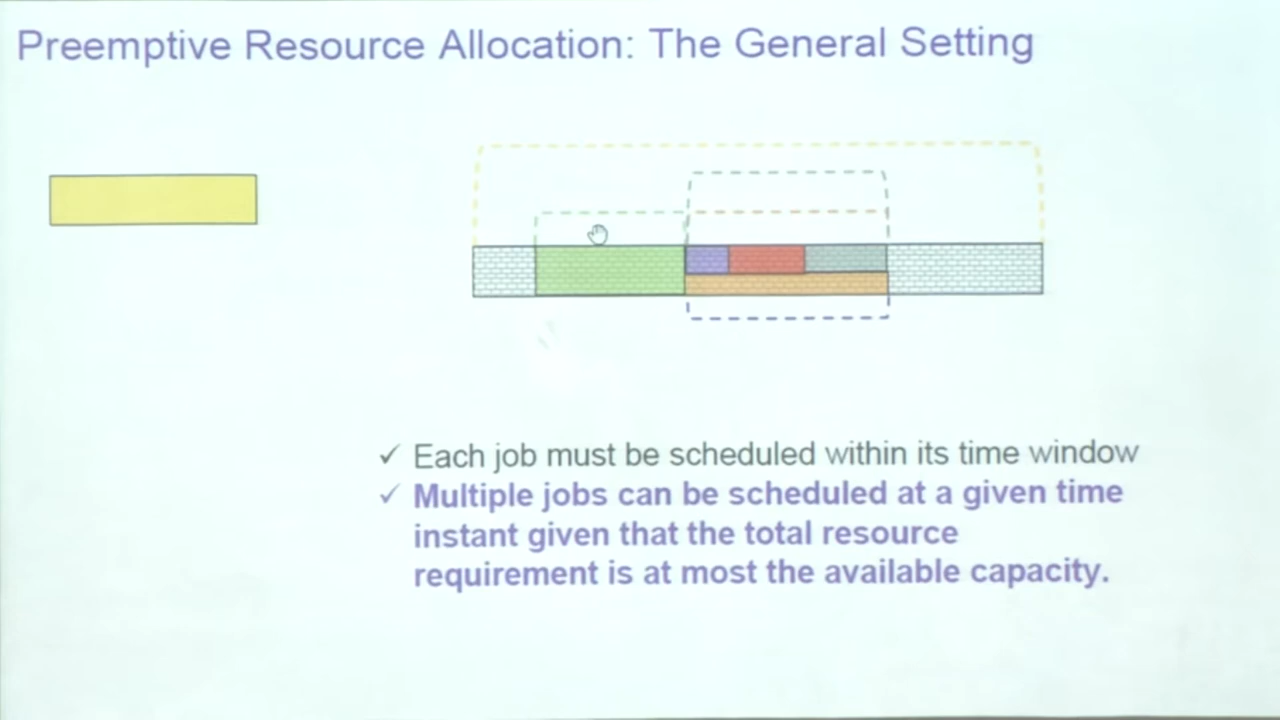 Preemptive Resource Allocation: The General Setting
✓ Each job must be scheduled within its time window
✓ Multiple jobs can be scheduled at a given time
instant given that the total resource
requirement is at most the available capacity.